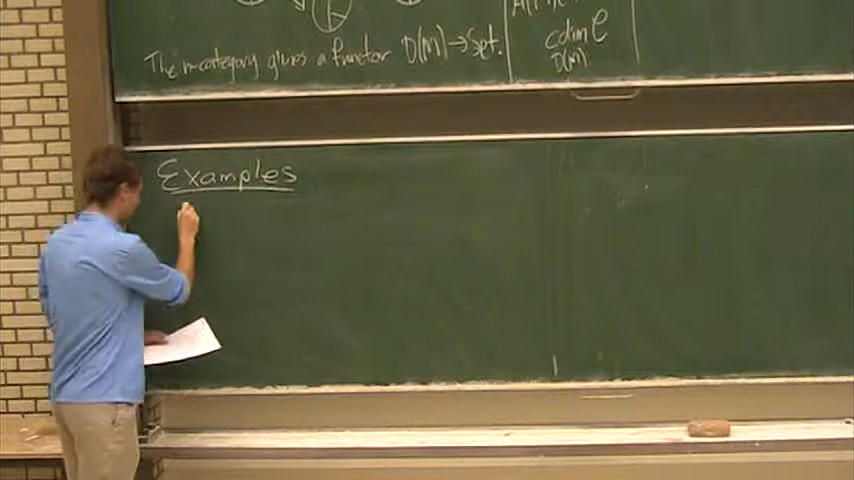 The n-category gives a functor D(M)→Set.
colim C
D(M)
Examples